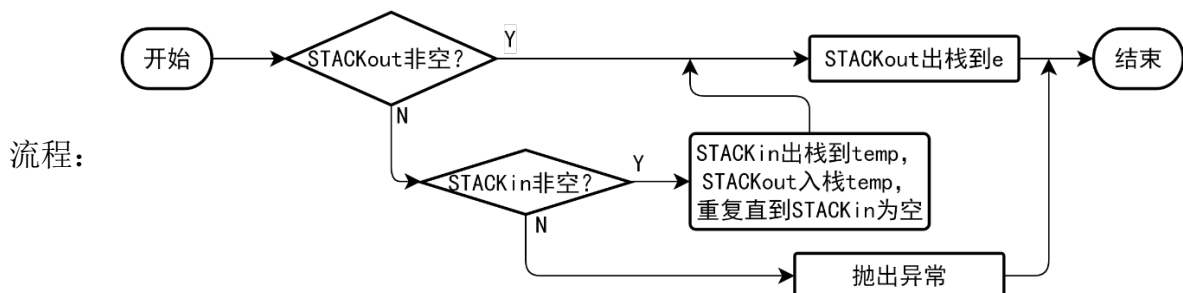 开始
STACKout非空？
Y
STACKout出栈到e
结束
N
流程：
STACKin非空？
Y
STACKin出栈到temp，
STACKout入栈temp，
重复直到STACKin为空
N
抛出异常